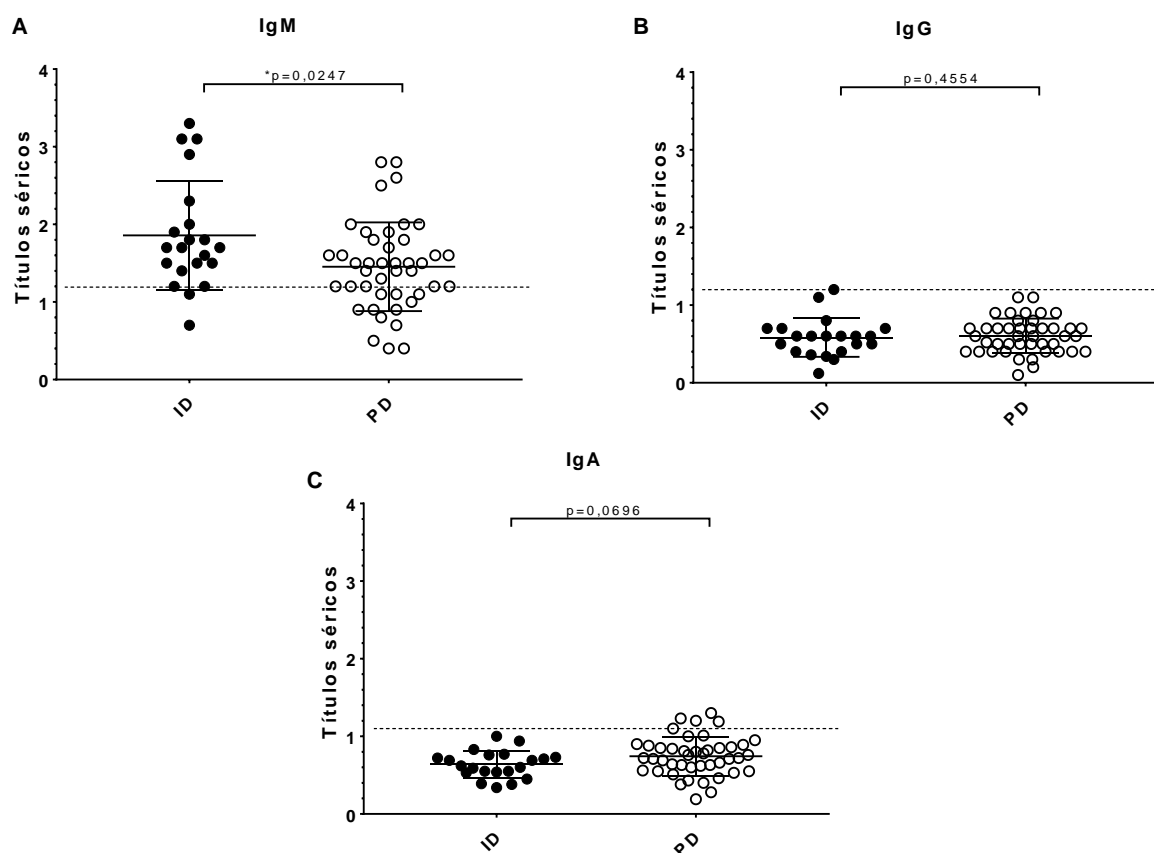 A
IgM
*p=0,0247
Títulos séricos
4
3
2
1
0
ID
PD
B
IgG
p=0,4554
Títulos séricos
4
3
2
1
0
ID
PD
C
IgA
p=0,0696
Títulos séricos
4
3
2
1
0
ID
PD